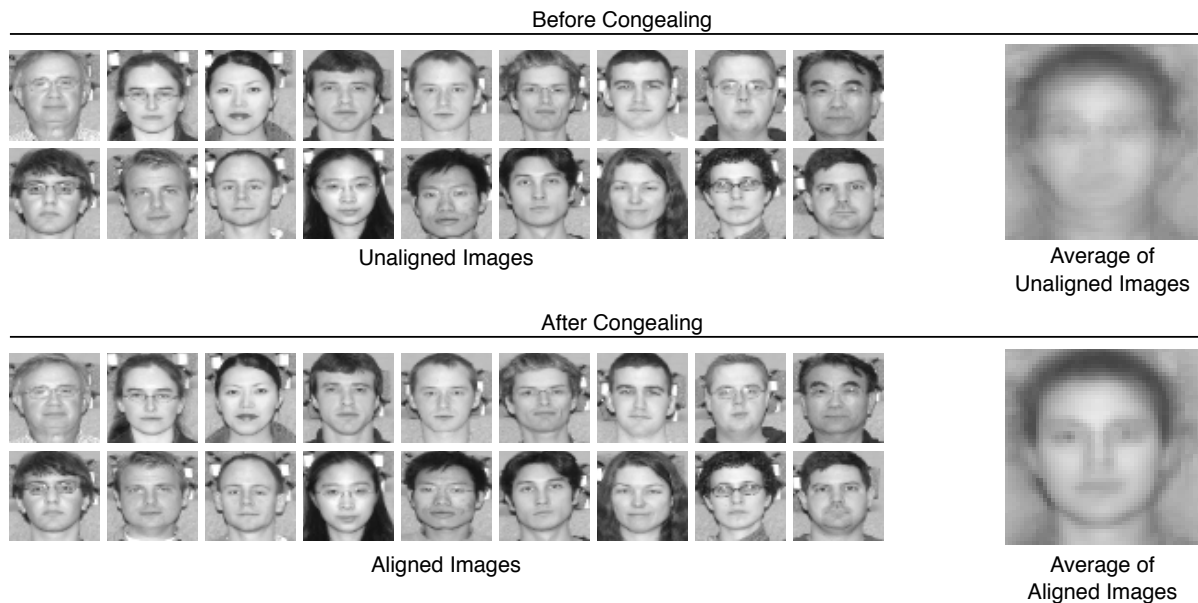 Before Congealing
Unaligned Images
Average of
Unaligned Images
After Congealing
Aligned Images
Average of
Aligned Images